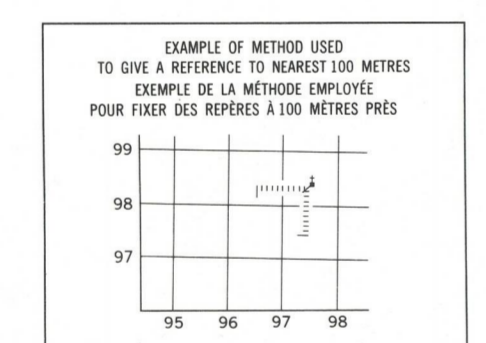 EXAMPLE OF METHOD USED
TO GIVE A REFERENCE TO NEAREST 100 METRES
EXEMPLE DE LA MÉTHODE EMPLOYÉE
POUR FIXER DES REPÈRES À 100 MÈTRES PRÈS
99
98
97
95 96 97 98